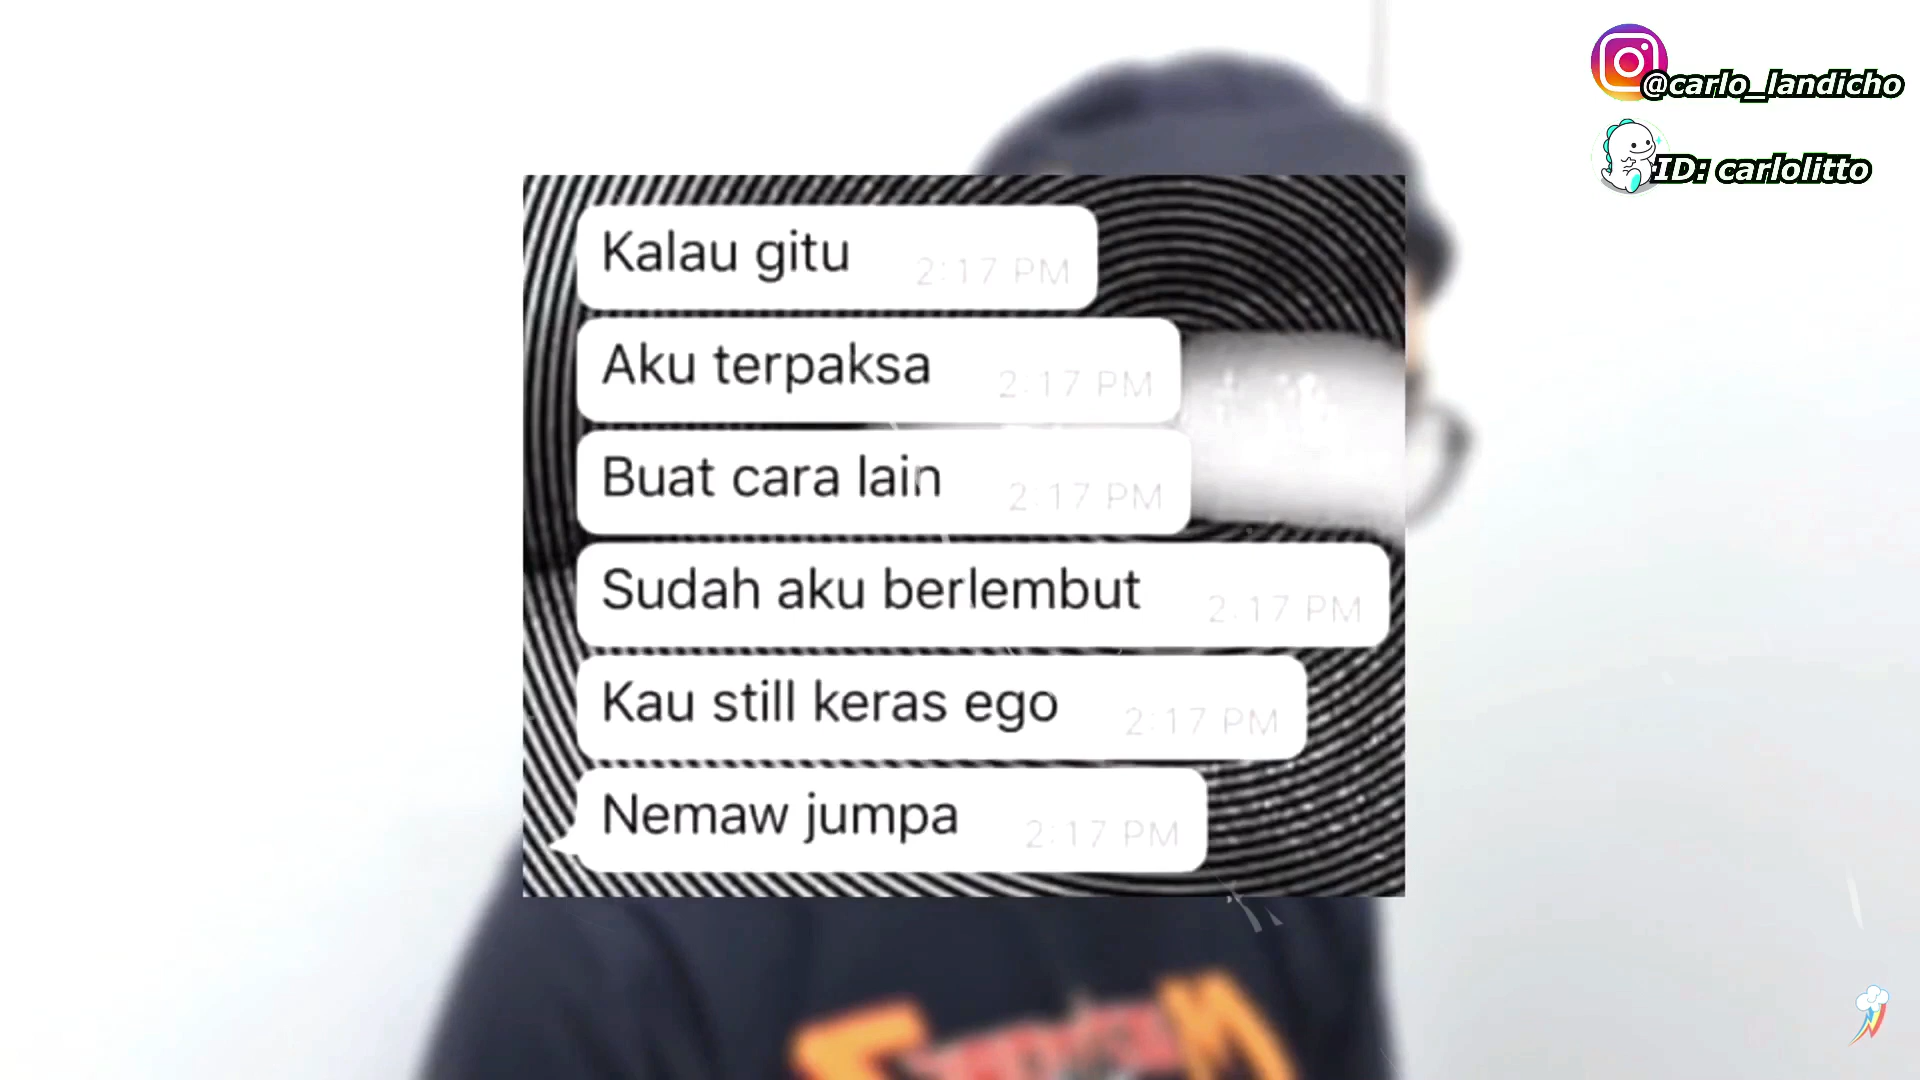 @carlo_landicho
ID: carlolitto
Kalau gitu 2:17 PM
Aku terpaksa 2:17 PM
Buat cara lain 2:17 PM
Sudah aku berlembut 2:17 PM
Kau still keras ego 2:17 PM
Nemaw jumpa 2:17 PM